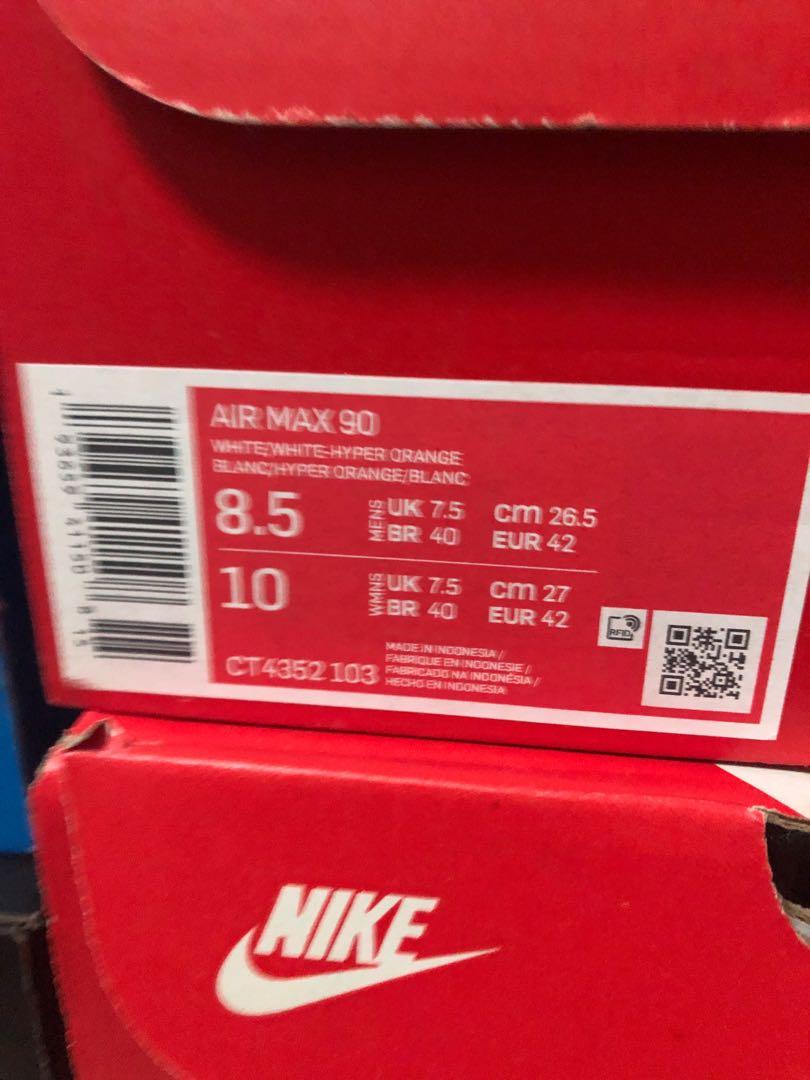 AIR MAX 90
WHITE/WHITE-HYPER ORANGE
BLANC/HYPER ORANGE/BLANC
8.5 MENS UK 7.5 cm 26.5
BR 40 EUR 42
10 WMNS UK 7.5 cm 27
BR 40 EUR 42
RFID
CT4352 103
MADE IN INDONESIA /
FABRIQUE EN INDONESIE /
FABRICADO NA INDONÉSIA /
HECHO EN INDONESIA
NIKE